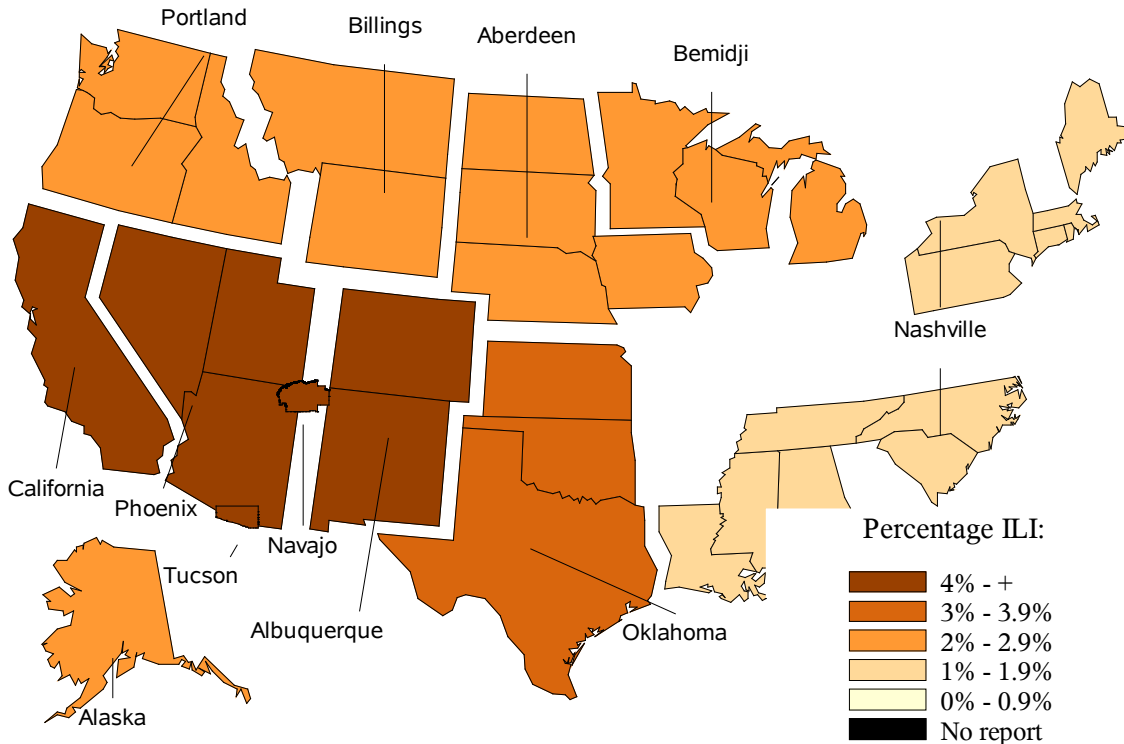 Portland
Billings
Aberdeen
Bemidji
Nashville
California
Phoenix
Navajo
Tucson
Albuquerque
Oklahoma
Alaska
Percentage ILI:
4% - +
3% - 3.9%
2% - 2.9%
1% - 1.9%
0% - 0.9%
No report